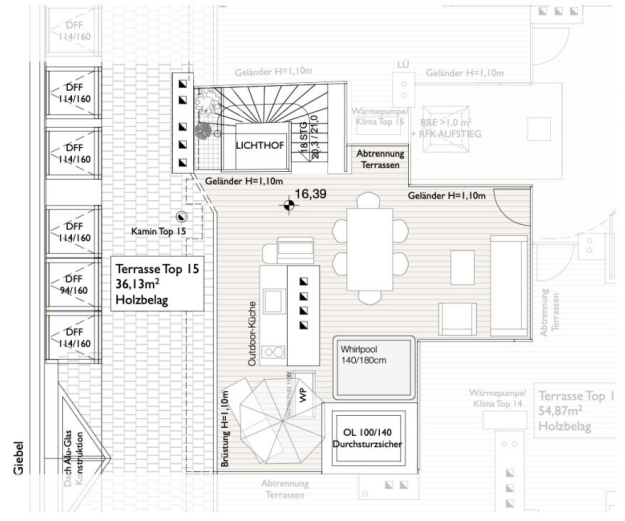 DFF
114/160
LÜ
Geländer H=1,10m
Geländer H=1,10m
DFF
114/160
Wärmepumpe/
Klima Top 16
BRE >1,0 m²
+ RFK AUFSTIEG
LICHTHOF
18 STG
20,3 / 21,0
DFF
114/160
Abtrennung
Terrassen
Geländer H=1,10m
16,39
Geländer H=1,10m
DFF
114/160
Kamin Top 15
Terrasse Top 15
36,13m²
Holzbelag
DFF
94/160
Abtrennung
Terrassen
Outdoor-Küche
DFF
114/160
Whirlpool
140/180cm
WP
Brüstung H=1,10m
Wärmepumpe/
Klima Top 14
Terrasse Top 1
54,87m²
Holzbelag
OL 100/140
Durchsturzsicher
Giebel
Dach Alu-Glas
Konstruktion
Abtrennung
Terrassen